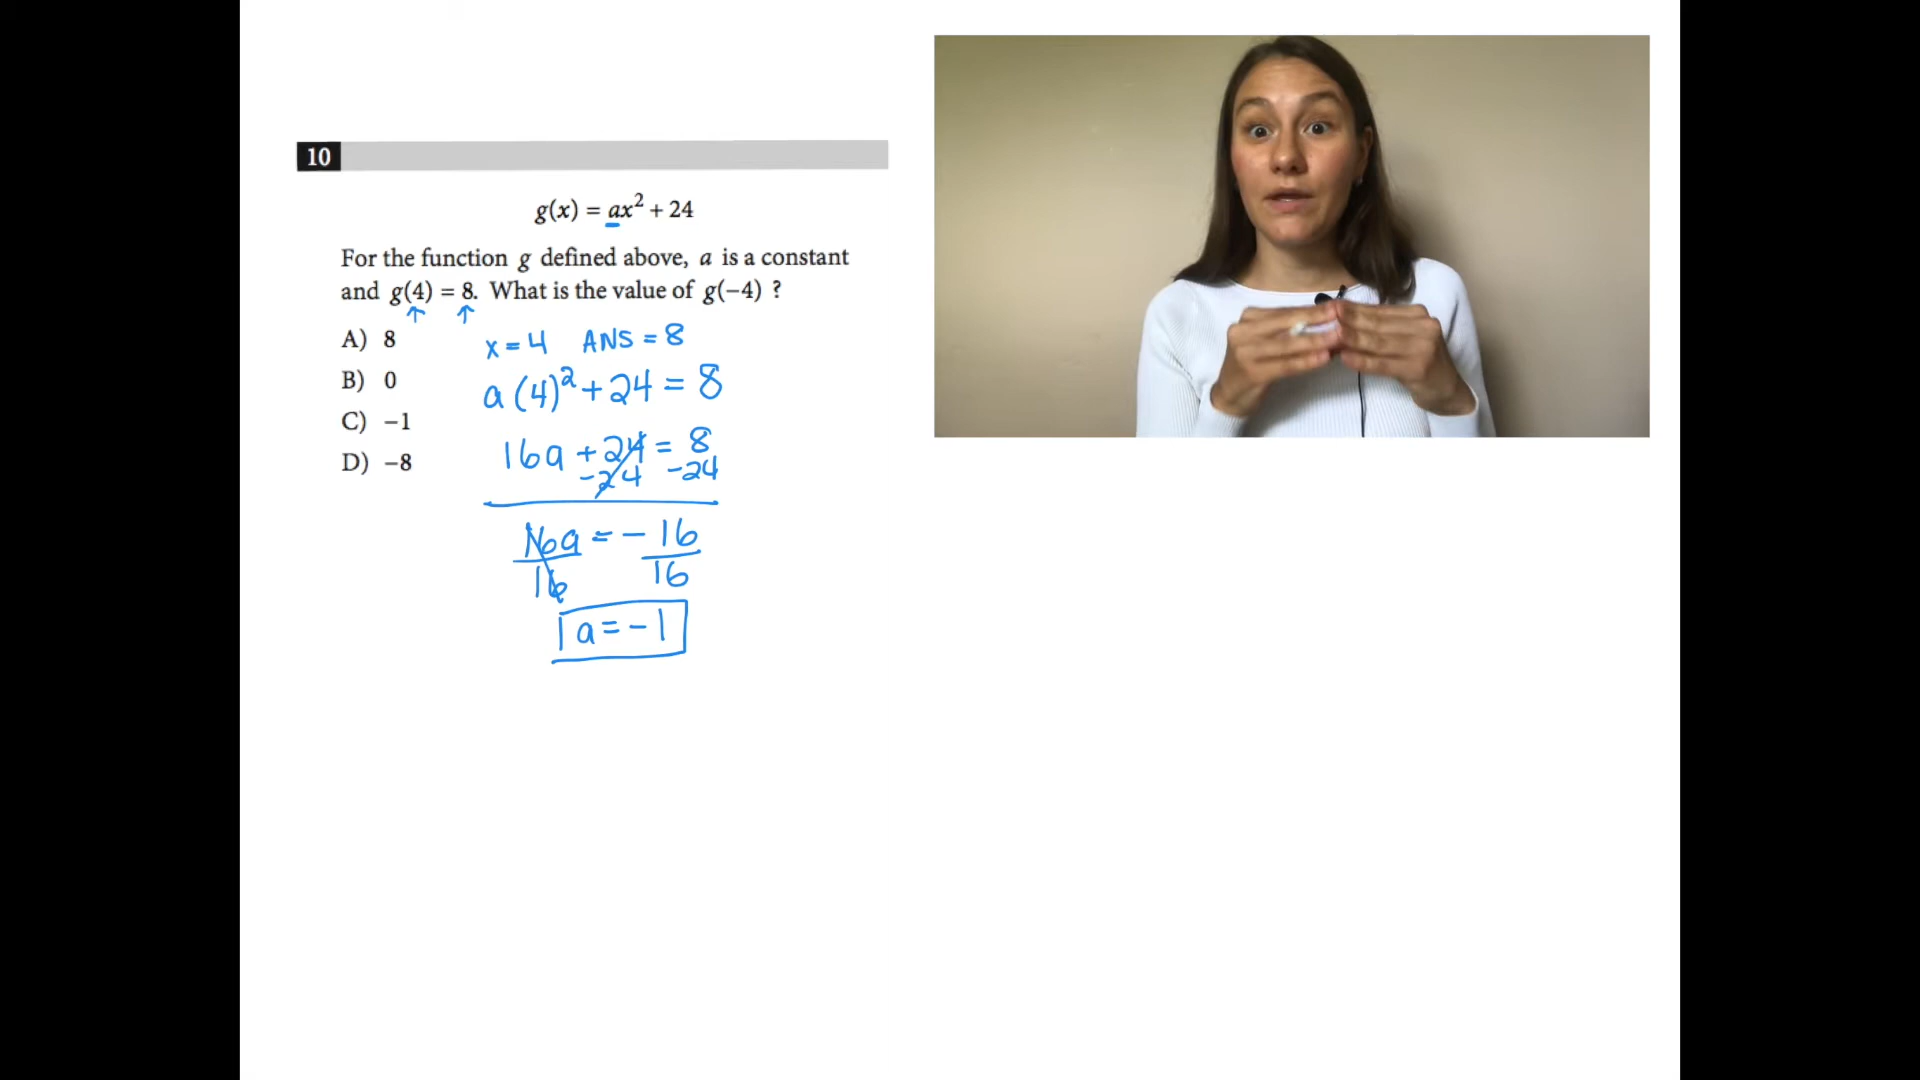 10
g(x) = ax² + 24
For the function g defined above, a is a constant
and g(4) = 8. What is the value of g(−4) ?
A) 8
B) 0
C) −1
D) −8
x = 4 ANS = 8
a (4)² + 24 = 8
16a + 24 = 8
-24 -24
16a = - 16
16 16
a = - 1